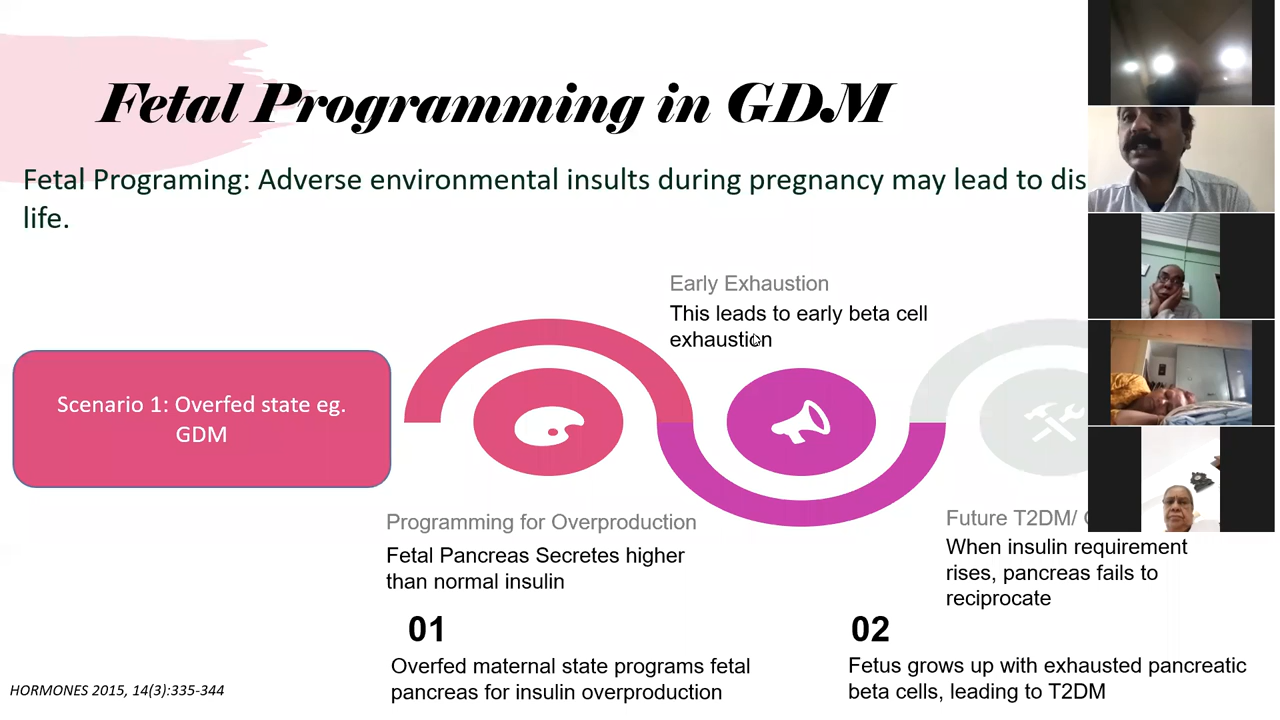 Fetal Programming in GDM
Fetal Programing: Adverse environmental insults during pregnancy may lead to
life.
Early Exhaustion
This leads to early beta cell
exhaustion
Scenario 1: Overfed state eg.
GDM
Programming for Overproduction
Fetal Pancreas Secretes higher
than normal insulin
Future T2DM/
When insulin requirement
rises, pancreas fails to
reciprocate
01
Overfed maternal state programs fetal
pancreas for insulin overproduction
02
Fetus grows up with exhausted pancreatic
beta cells, leading to T2DM
HORMONES 2015, 14(3):335-344